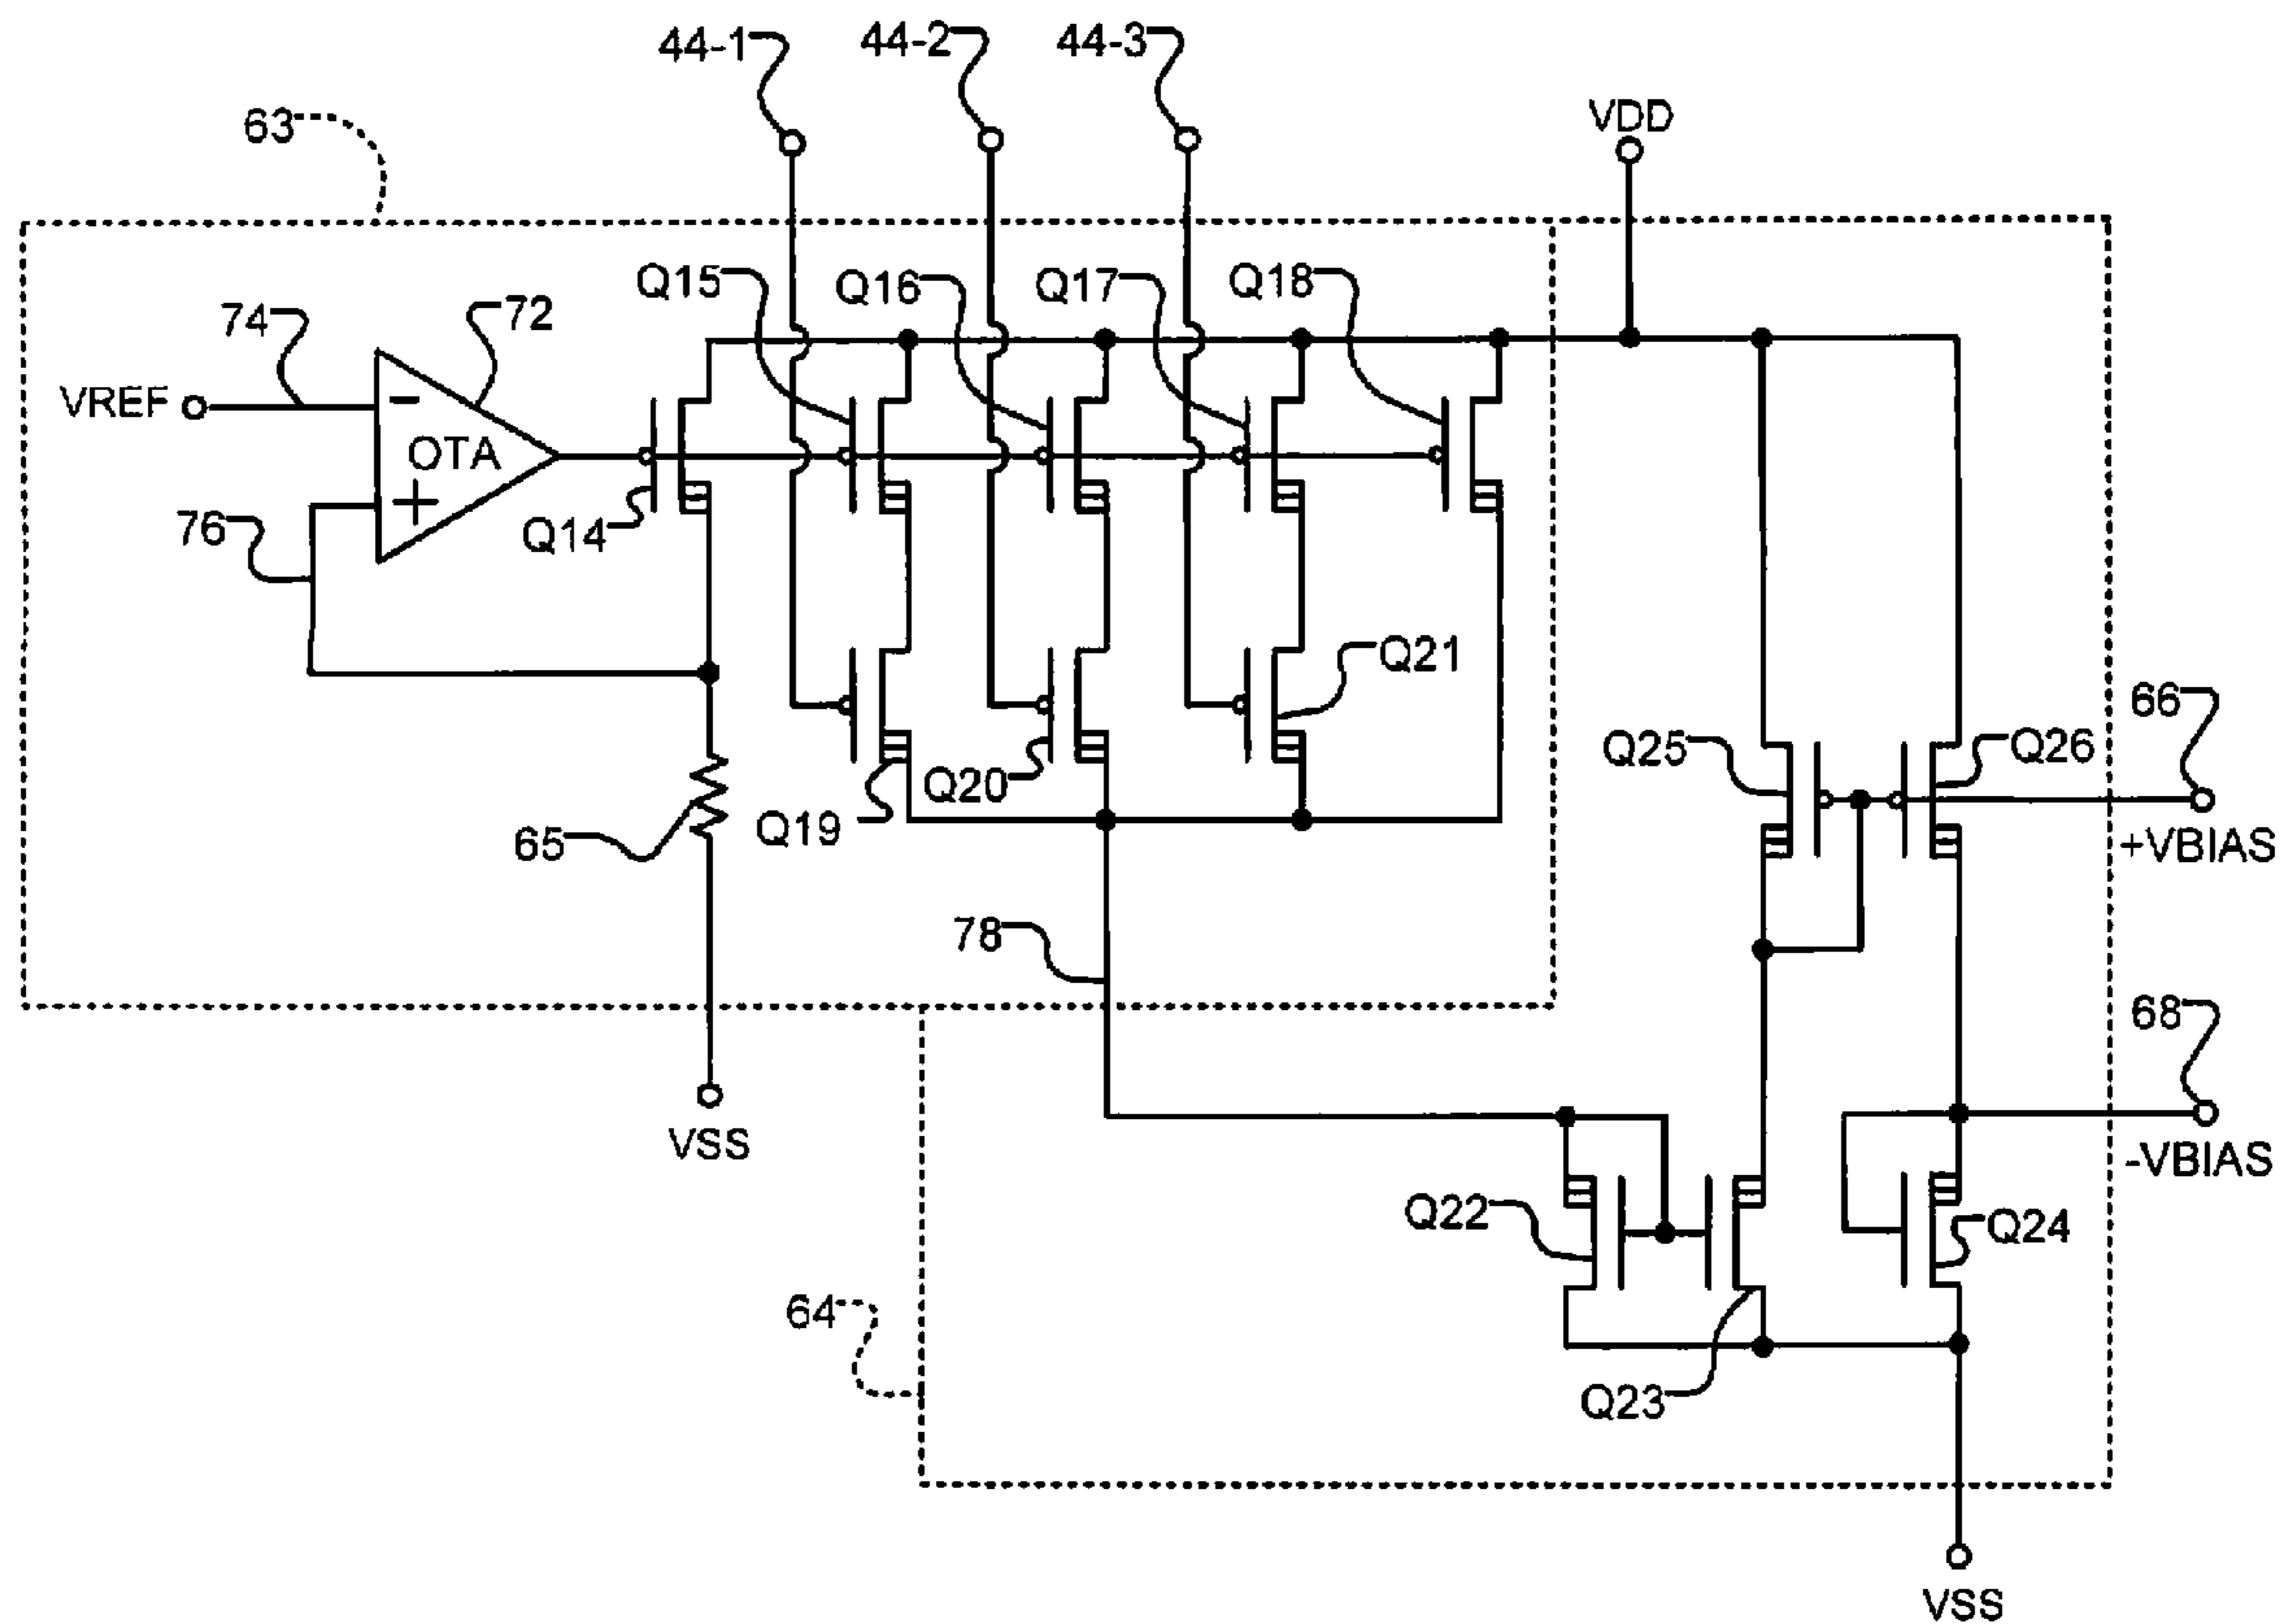 44-1
44-2
44-3
63
VDD
Q15
Q16
Q17
Q18
74
72
VREF
-
OTA
+
76
Q14
Q21
66
Q25
Q26
Q20
Q19
65
+VBIAS
78
68
VSS
-VBIAS
Q22
Q24
64
Q23
VSS